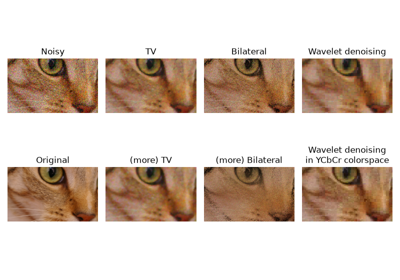 Noisy
TV
Bilateral
Wavelet denoising
Original
(more) TV
(more) Bilateral
Wavelet denoising
in YCbCr colorspace